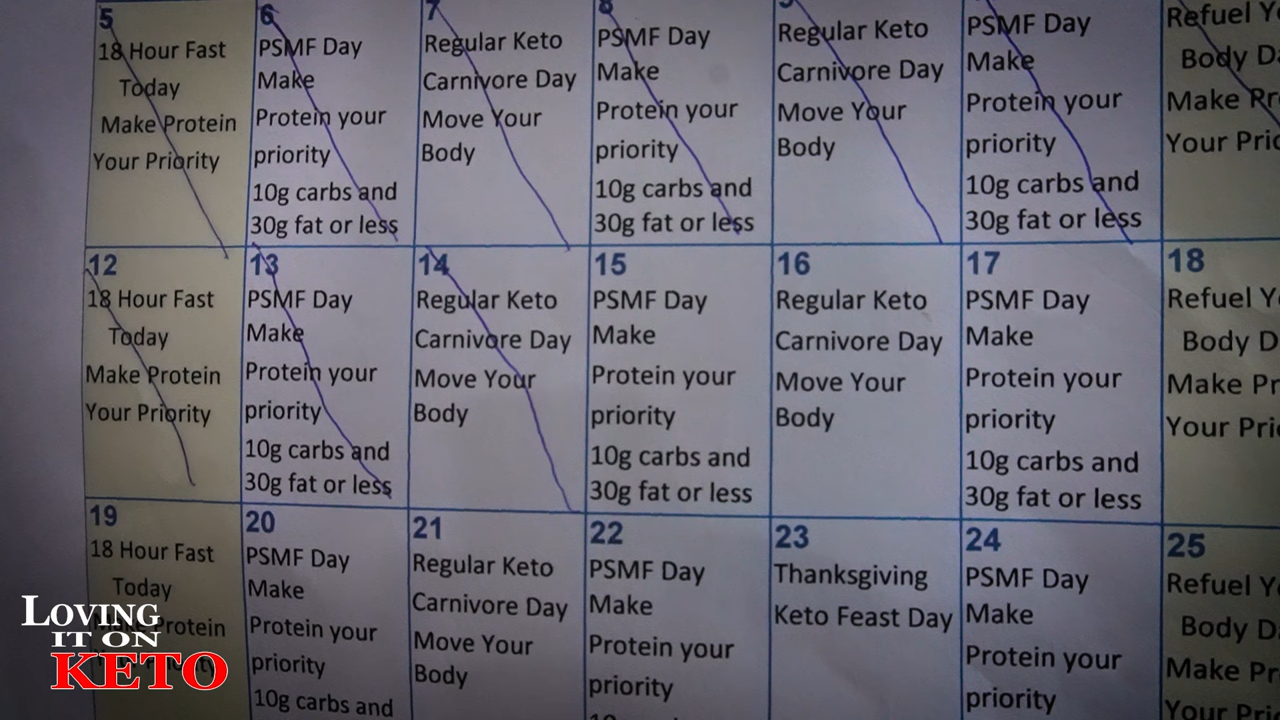 5
18 Hour Fast
Today
Make Protein
Your Priority
6
PSMF Day
Make
Protein your
priority
10g carbs and
30g fat or less
7
Regular Keto
Carnivore Day
Move Your
Body
8
PSMF Day
Make
Protein your
priority
10g carbs and
30g fat or less
Regular Keto
Carnivore Day
Move Your
Body
PSMF Day
Make
Protein your
priority
10g carbs and
30g fat or less
Refuel Y
Body D
Make Pr
Your Prio
12
18 Hour Fast
Today
Make Protein
Your Priority
13
PSMF Day
Make
Protein your
priority
10g carbs and
30g fat or less
14
Regular Keto
Carnivore Day
Move Your
Body
15
PSMF Day
Make
Protein your
priority
10g carbs and
30g fat or less
16
Regular Keto
Carnivore Day
Move Your
Body
17
PSMF Day
Make
Protein your
priority
10g carbs and
30g fat or less
18
Refuel Y
Body D
Make Pr
Your Pri
19
18 Hour Fast
Today
Protein
20
PSMF Day
Make
Protein your
priority
10g carbs and
21
Regular Keto
Carnivore Day
Move Your
Body
22
PSMF Day
Make
Protein your
priority
23
Thanksgiving
Keto Feast Day
24
PSMF Day
Make
Protein your
priority
25
Refuel Y
Body D
Make Pr
Your Pri
LOVING
IT ON
KETO